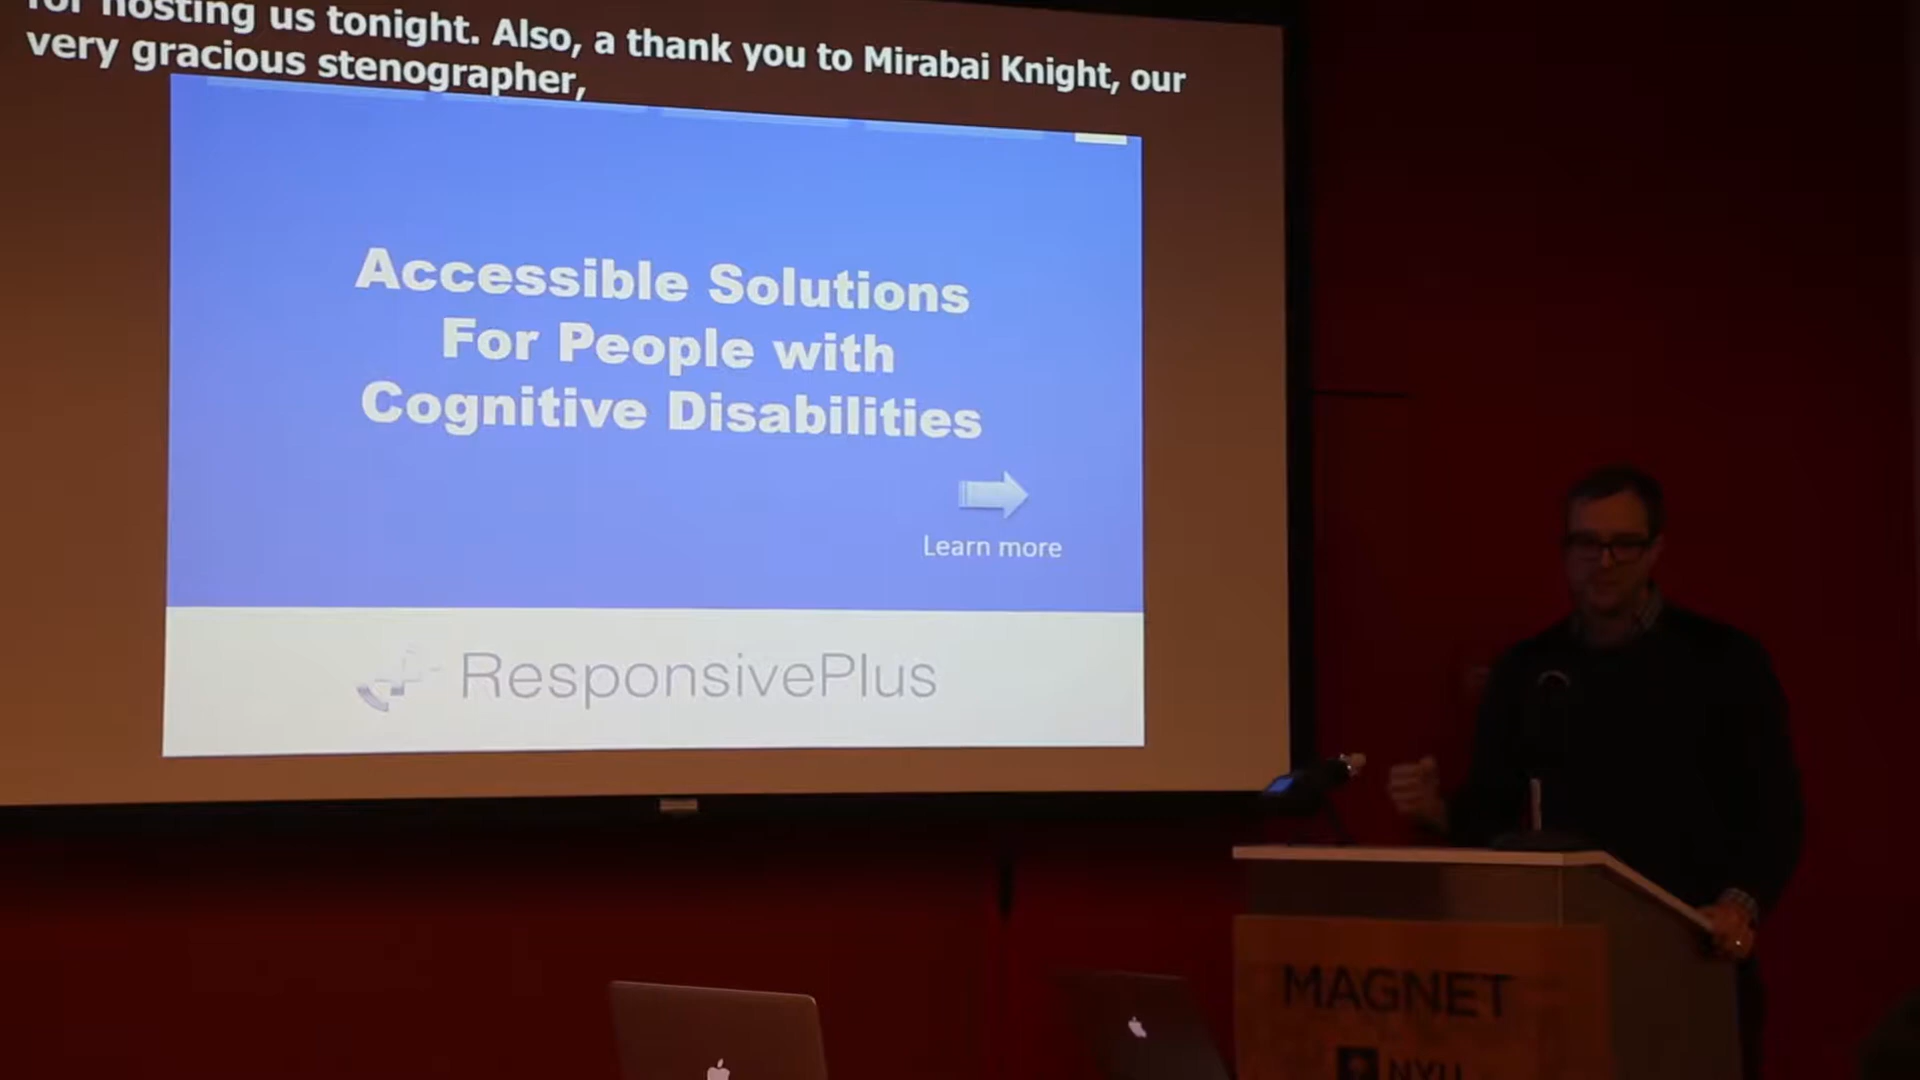 for hosting us tonight. Also, a thank you to Mirabai Knight, our
very gracious stenographer,
Accessible Solutions
For People with
Cognitive Disabilities
Learn more
ResponsivePlus
MAGNET
NYU